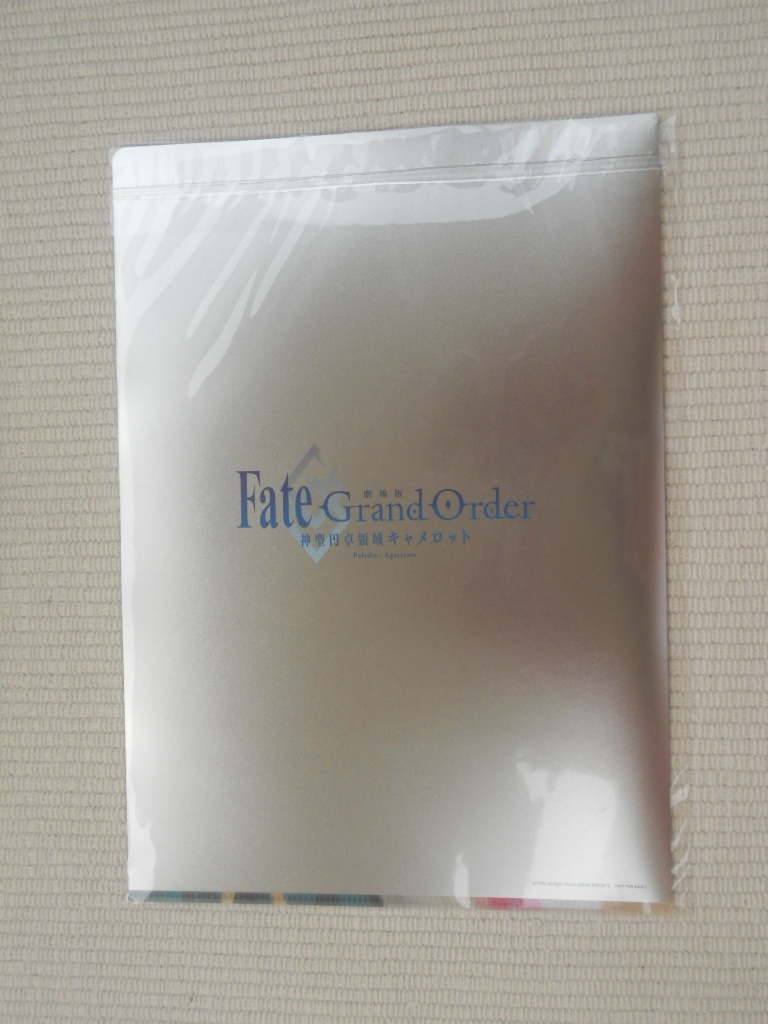 劇場版
Fate Grand Order
神聖円卓領域キャメロット
Paladin; Agateram